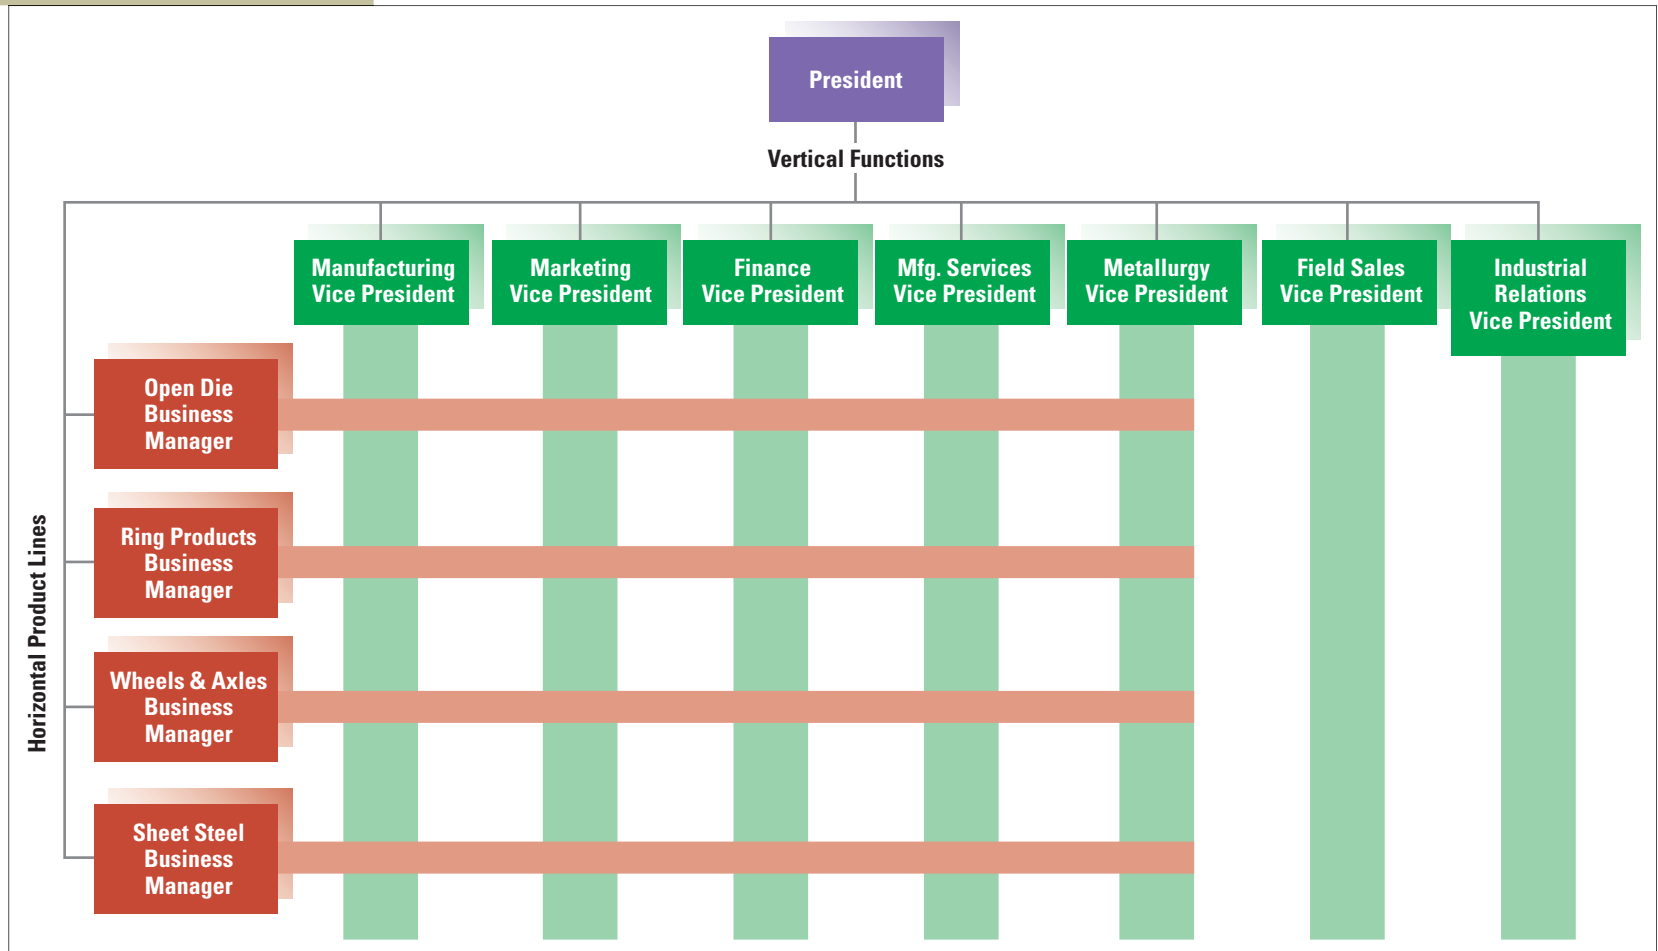 President
Vertical Functions
Manufacturing
Vice President
Marketing
Vice President
Finance
Vice President
Mfg. Services
Vice President
Metallurgy
Vice President
Field Sales
Vice President
Industrial
Relations
Vice President
Horizontal Product Lines
Open Die
Business
Manager
Ring Products
Business
Manager
Wheels & Axles
Business
Manager
Sheet Steel
Business
Manager